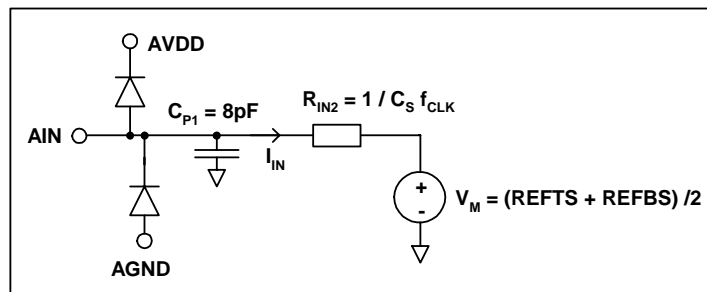 AVDD
C_P1 = 8pF
R_IN2 = 1 / C_S f_CLK
AIN
I_IN
+
-
V_M = (REFTS + REFBS) /2
AGND